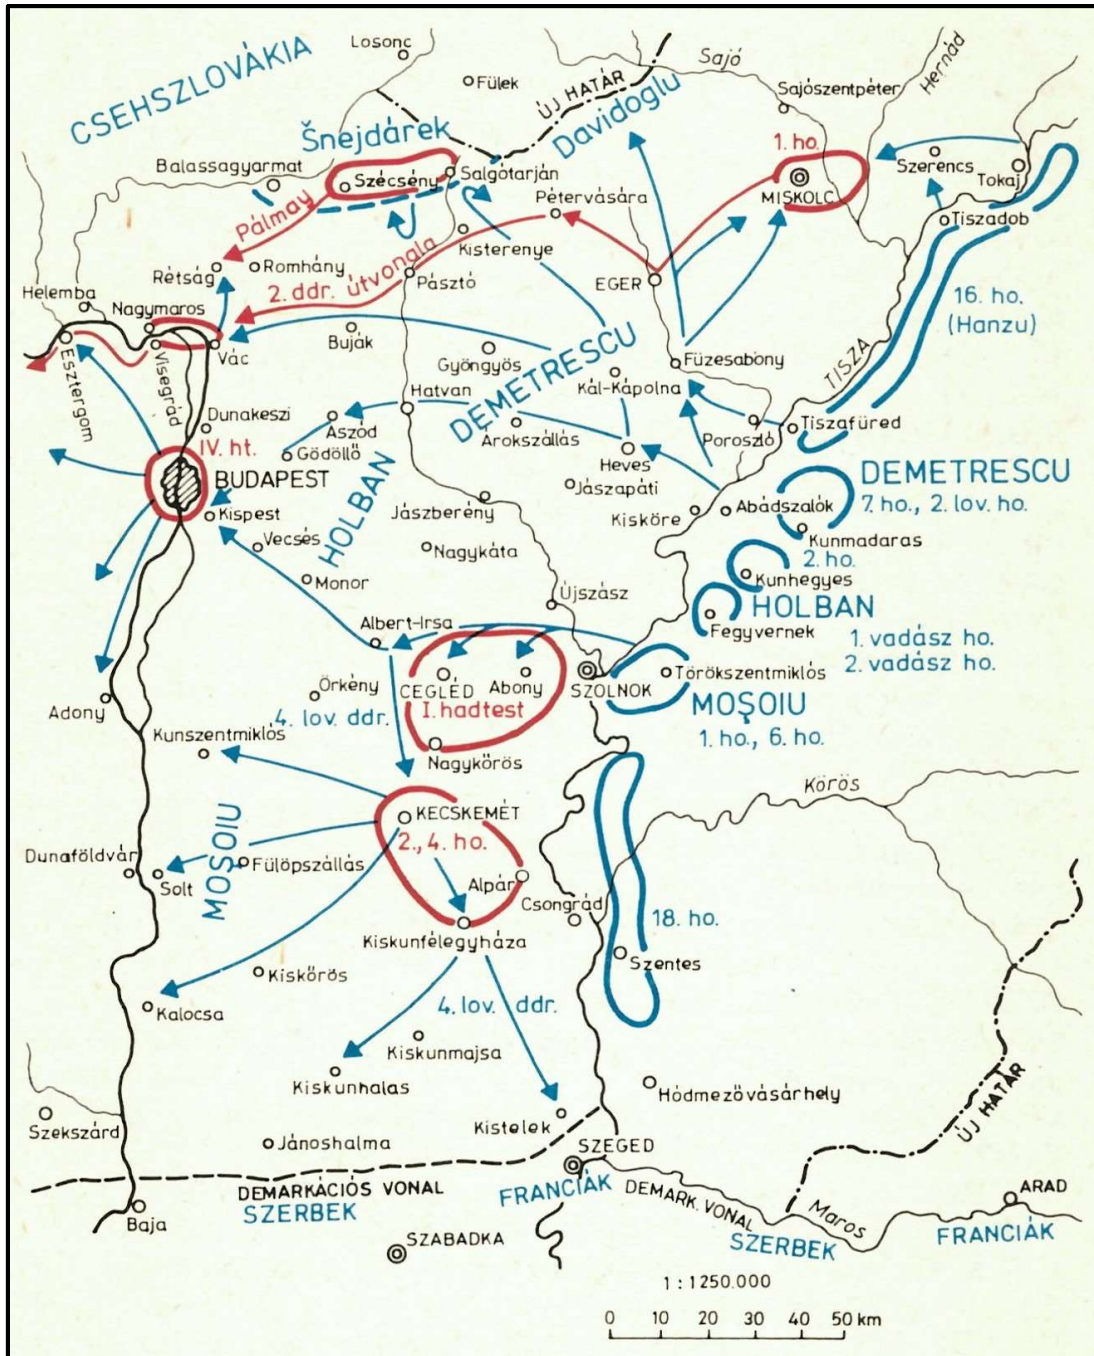 Losonc
Sajó
Hernád
CSEHSZLOVÁKIA
Fülek
ÚJ HATÁR
Sajószentpéter
Šnejdárek
Davidoglu
1. ho.
Balassagyarmat
Szécsény
Salgótarján
Szerencs
Tokaj
Pétervására
MISKOLC
Tiszadob
Pálmay
Kisterenye
Rétság
Romhány
2. ddr. útvonala
Pásztó
EGER
Helemba
Nagymaros
16. ho.
(Hanzu)
Esztergom
Visegrád
Vác
Buják
Gyöngyös
DEMETRESCU
Füzesabony
TISZA
Kál-Kápolna
Dunakeszi
Hatvan
Aszód
Arokszállás
Poroszló
Tiszafüred
IV. ht.
Gödöllő
BUDAPEST
HOLBAN
Heves
Jászapáti
DEMETRESCU
7. ho., 2. lov. ho.
Kispest
Jászberény
Kisköre
Abádszalók
Kunmadaras
Vecsés
Nagykáta
2. ho.
Kunhegyes
Monor
Újszász
HOLBAN
Fegyvernek
Albert-Irsa
1. vadász ho.
2. vadász ho.
CEGLÉD
Abony
SZOLNOK
Törökszentmiklós
Örkény
I. hadtest
Adony
4. lov. ddr.
MOŞOIU
1. ho., 6. ho.
Kunszentmiklós
Nagykőrös
Körös
KECSKEMÉT
2., 4. ho.
MOŞOIU
Dunaföldvár
Fülöpszállás
Solt
Alpár
Csongrád
18. ho.
Kiskunfélegyháza
Szentes
Kiskőrös
Kalocsa
4. lov. ddr.
Kiskunmajsa
Kiskunhalas
Hódmezővásárhely
ÚJ HATÁR
Szekszárd
Kistelek
Jánoshalma
SZEGED
DEMARKÁCIÓS VONAL
SZERBEK
FRANCIÁK
DEMARK. VONAL
SZERBEK
Maros
ARAD
FRANCIÁK
Baja
SZABADKA
1 : 1250.000
0 10 20 30 40 50 km